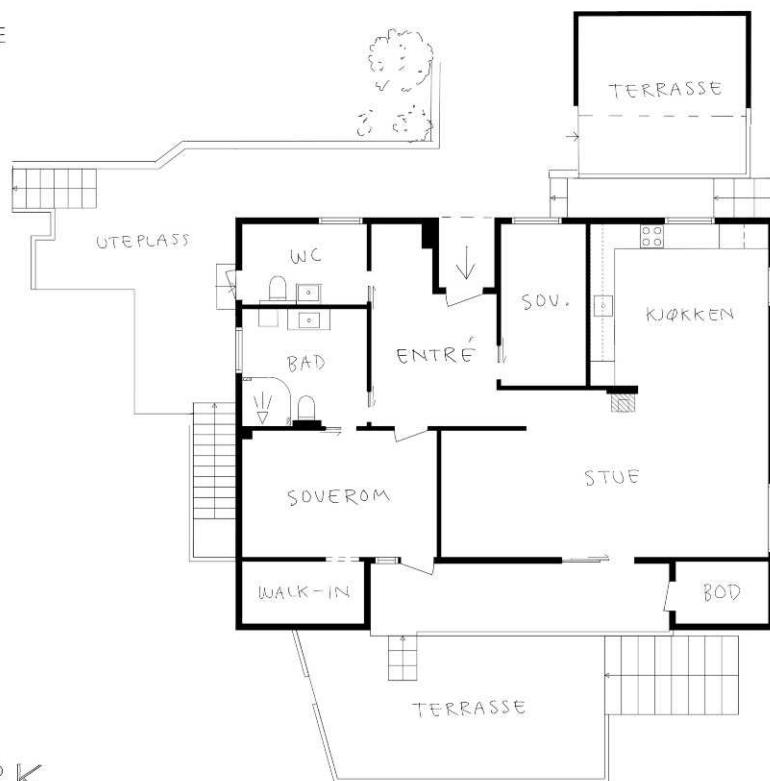 E
TERRASSE
UTEPLASS
WC
SOV.
KJØKKEN
ENTRÉ
BAD
STUE
SOVEROM
WALK-IN
BOD
TERRASSE
K